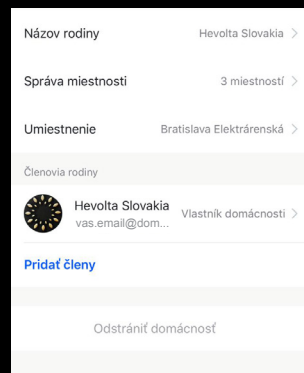 Názov rodiny Hevolta Slovakia
Správa miestnosti 3 miestností
Umiestnenie Bratislava Elektrárenská
Členovia rodiny
Hevolta Slovakia Vlastník domácnosti
vas.email@dom...
Pridať členy
Odstrániť domácnosť